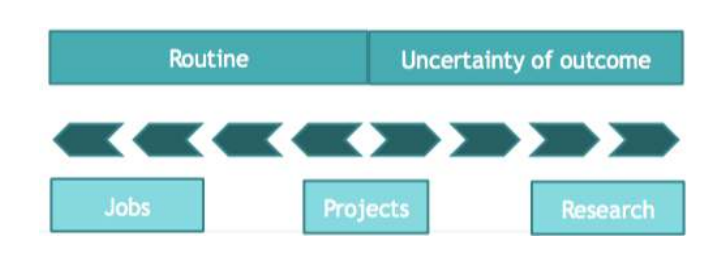 Routine Uncertainty of outcome
Jobs Projects Research